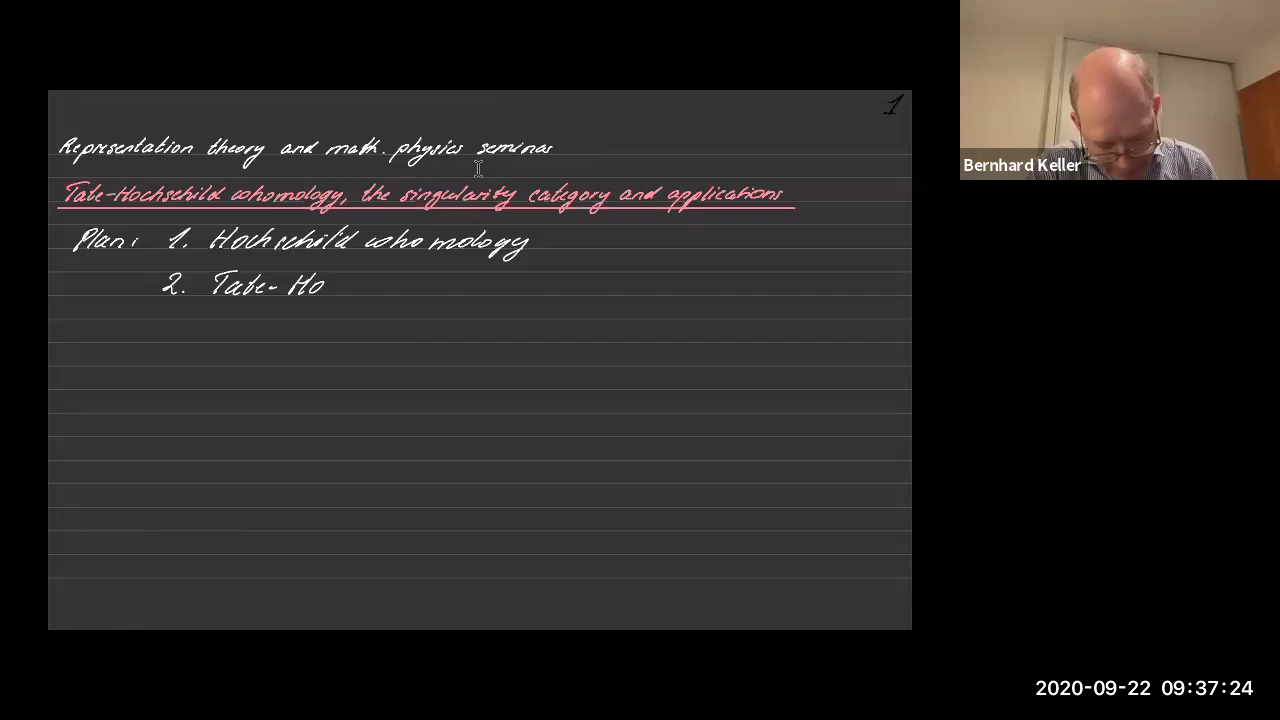 1
Representation theory and math. physics seminar
Tate-Hochschild cohomology, the singularity category and applications
Plan: 1. Hochschild cohomology
2. Tate-Ho
Bernhard Keller
2020-09-22 09:37:24